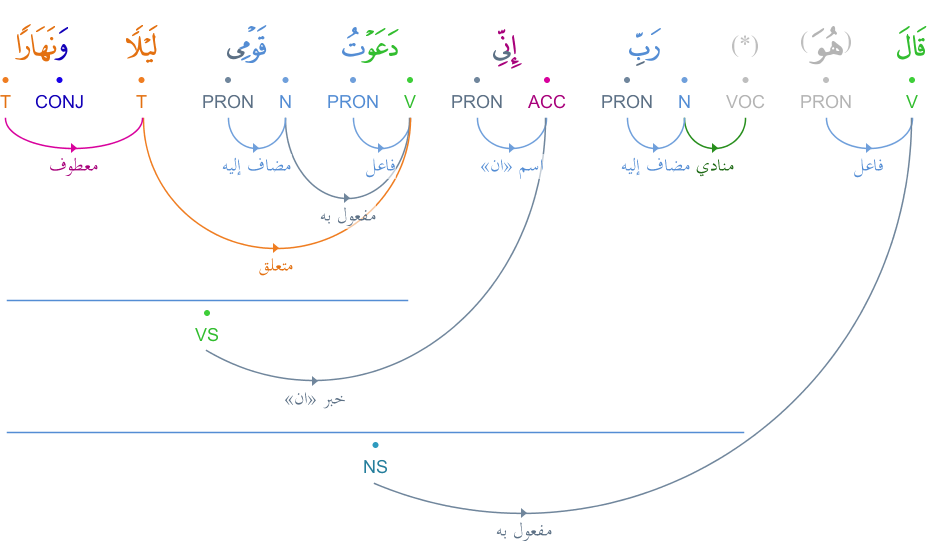 قَالَ (هُوَ) (*) رَبِّ إِنِّي دَعَوْتُ قَوْمِي لَيْلًا وَنَهَارًا
V PRON VOC N PRON ACC PRON V PRON N PRON T CONJ T
فاعل منادي مضاف إليه اسم «ان» فاعل مضاف إليه معطوف
مفعول به
متعلق
VS
خبر «ان»
NS
مفعول به